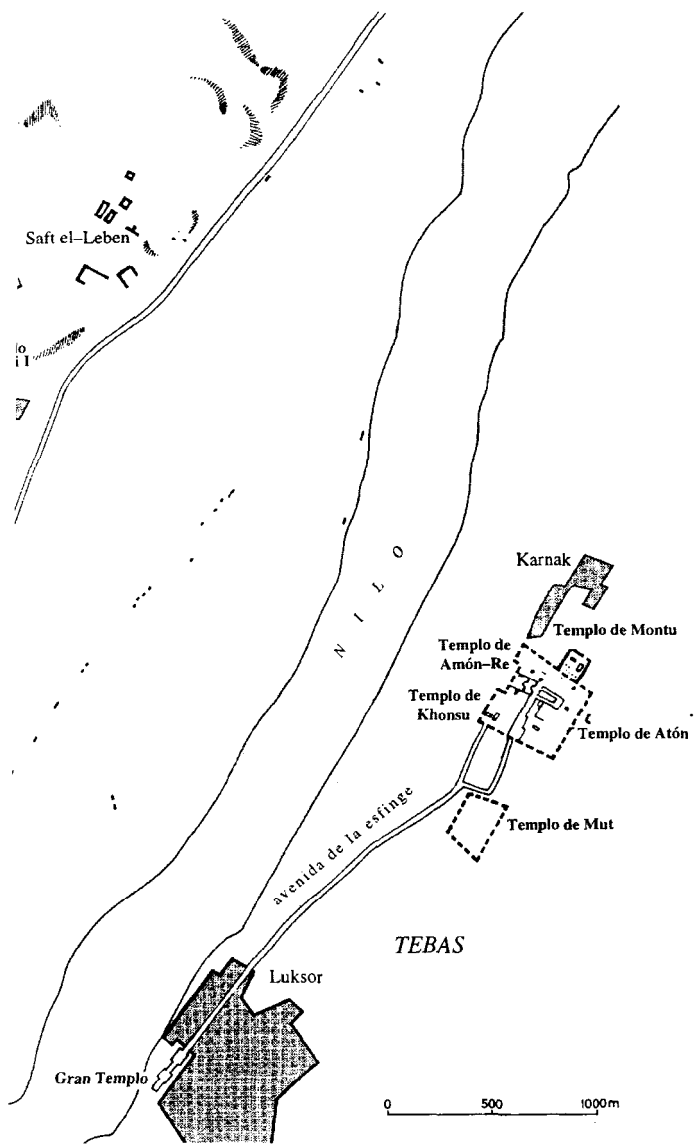 Saft el–Leben
lo
i I
NILO
Karnak
Templo de Montu
Templo de
Amón–Re
Templo de
Khonsu
Templo de Atón
avenida de la esfinge
Templo de Mut
TEBAS
Luksor
Gran Templo
0 500 1000m